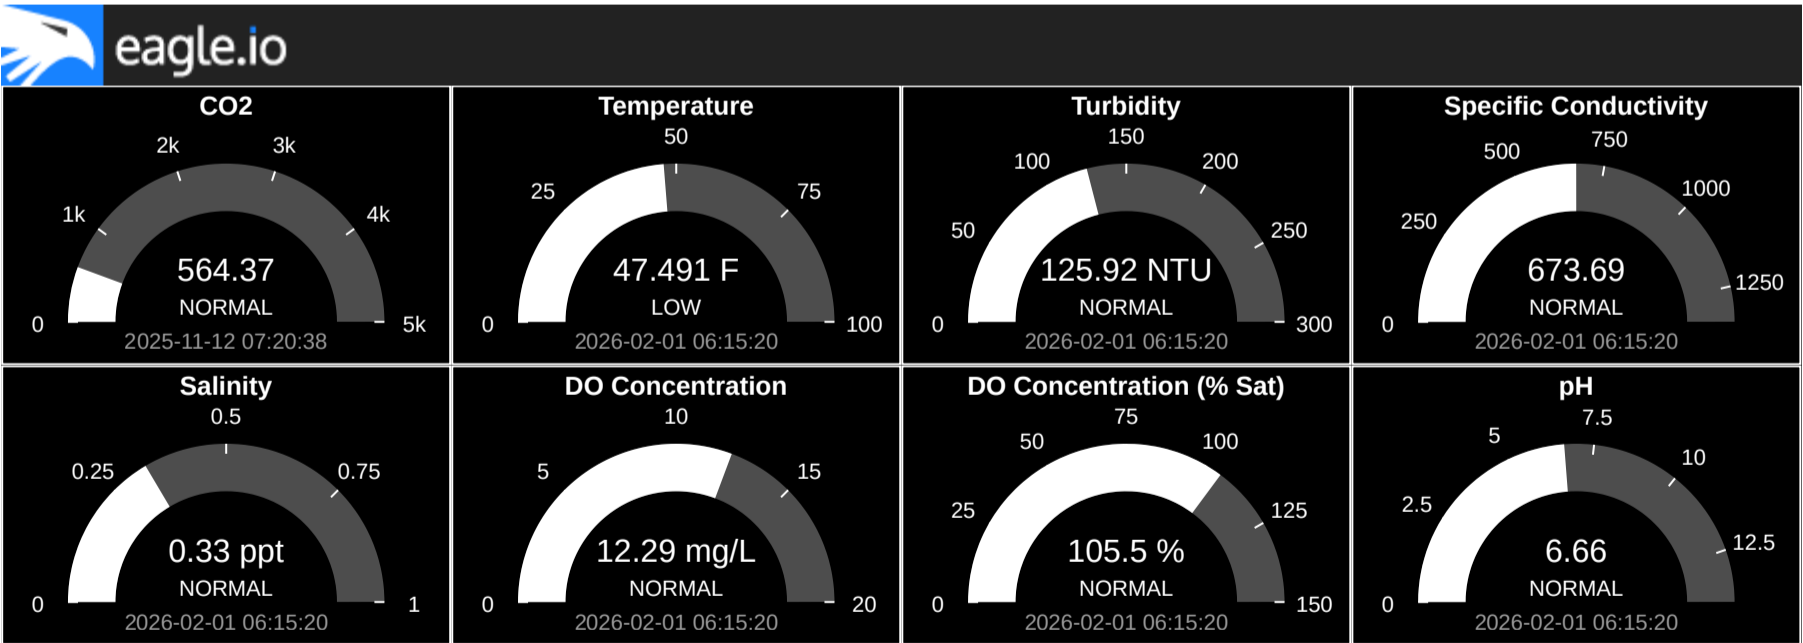 eagle.io
CO2
2k
3k
1k
4k
564.37
NORMAL
0
5k
2025-11-12 07:20:38
Temperature
50
25
75
47.491 F
LOW
0
100
2026-02-01 06:15:20
Turbidity
150
100
200
50
250
125.92 NTU
NORMAL
0
300
2026-02-01 06:15:20
Specific Conductivity
750
500
1000
250
1250
673.69
NORMAL
0
2026-02-01 06:15:20
Salinity
0.5
0.25
0.75
0.33 ppt
NORMAL
0
1
2026-02-01 06:15:20
DO Concentration
10
5
15
12.29 mg/L
NORMAL
0
20
2026-02-01 06:15:20
DO Concentration (% Sat)
75
50
100
25
125
105.5 %
NORMAL
0
150
2026-02-01 06:15:20
pH
7.5
5
10
2.5
12.5
6.66
NORMAL
0
2026-02-01 06:15:20